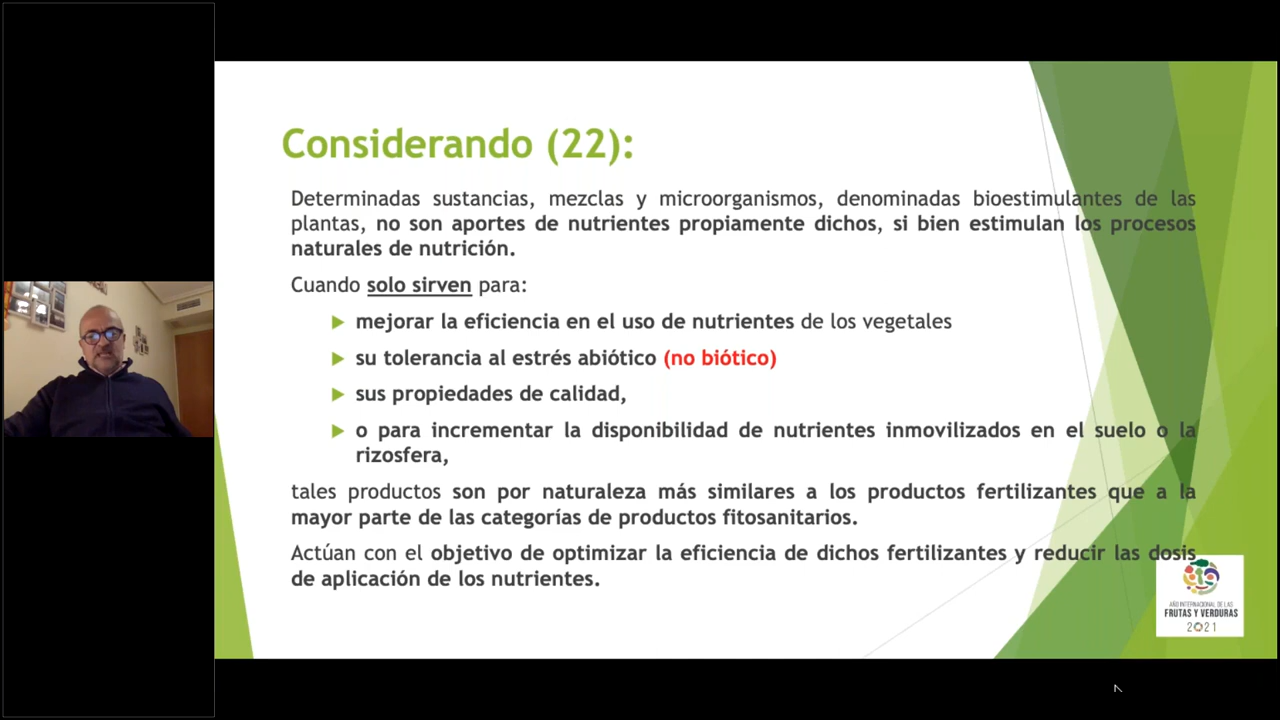 Considerando (22):
Determinadas sustancias, mezclas y microorganismos, denominadas bioestimulantes de las
plantas, no son aportes de nutrientes propiamente dichos, si bien estimulan los procesos
naturales de nutrición.
Cuando solo sirven para:
mejorar la eficiencia en el uso de nutrientes de los vegetales
su tolerancia al estrés abiótico (no biótico)
sus propiedades de calidad,
o para incrementar la disponibilidad de nutrientes inmovilizados en el suelo o la
rizosfera,
tales productos son por naturaleza más similares a los productos fertilizantes que a la
mayor parte de las categorías de productos fitosanitarios.
Actúan con el objetivo de optimizar la eficiencia de dichos fertilizantes y reducir las dosis
de aplicación de los nutrientes.
AÑO INTERNACIONAL DE LAS
FRUTAS Y VERDURAS
2021